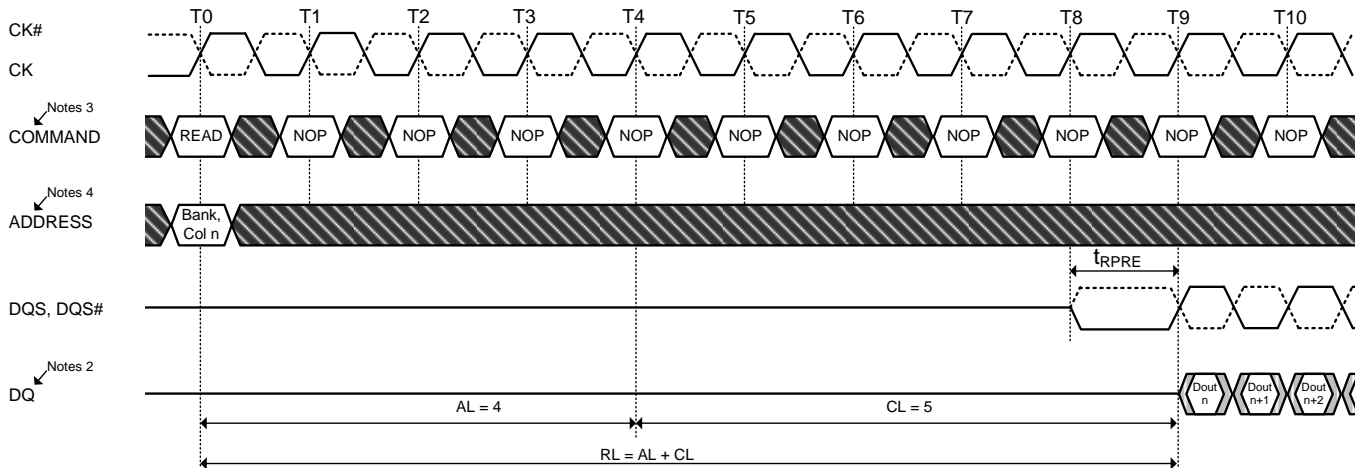 T0 T1 T2 T3 T4 T5 T6 T7 T8 T9 T10
CK#
CK
Notes 3
COMMAND READ NOP NOP NOP NOP NOP NOP NOP NOP NOP NOP
Notes 4
ADDRESS
Bank,
Col n
tRPRE
DQS, DQS#
Notes 2
DQ
Dout
n
Dout
n+1
Dout
n+2
AL = 4 CL = 5
RL = AL + CL